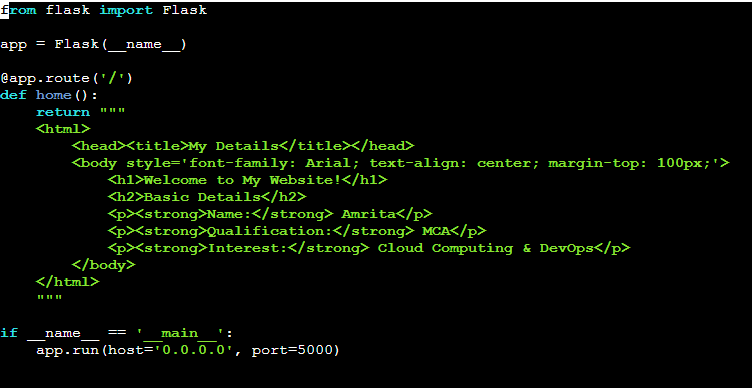 from flask import Flask

app = Flask(__name__)

@app.route('/')
def home():
    return """
    <html>
        <head><title>My Details</title></head>
        <body style='font-family: Arial; text-align: center; margin-top: 100px;'>
            <h1>Welcome to My Website!</h1>
            <h2>Basic Details</h2>
            <p><strong>Name:</strong> Amrita</p>
            <p><strong>Qualification:</strong> MCA</p>
            <p><strong>Interest:</strong> Cloud Computing & DevOps</p>
        </body>
    </html>
    """

if __name__ == '__main__':
    app.run(host='0.0.0.0', port=5000)